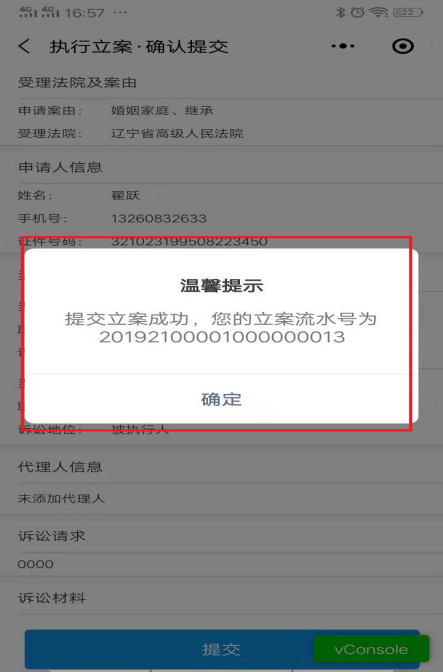 16:57 ...
22
执行立案·确认提交
受理法院及案由
申请案由： 婚姻家庭、继承
受理法院： 辽宁省高级人民法院
申请人信息
姓名： 翟跃
手机号： 13260832633
证件号码： 321023199508223450
温馨提示
提交立案成功，您的立案流水号为
20192100001000000013
确定
诉讼地位： 被执行人
代理人信息
未添加代理人
诉讼请求
0000
诉讼材料
提交
vConsole